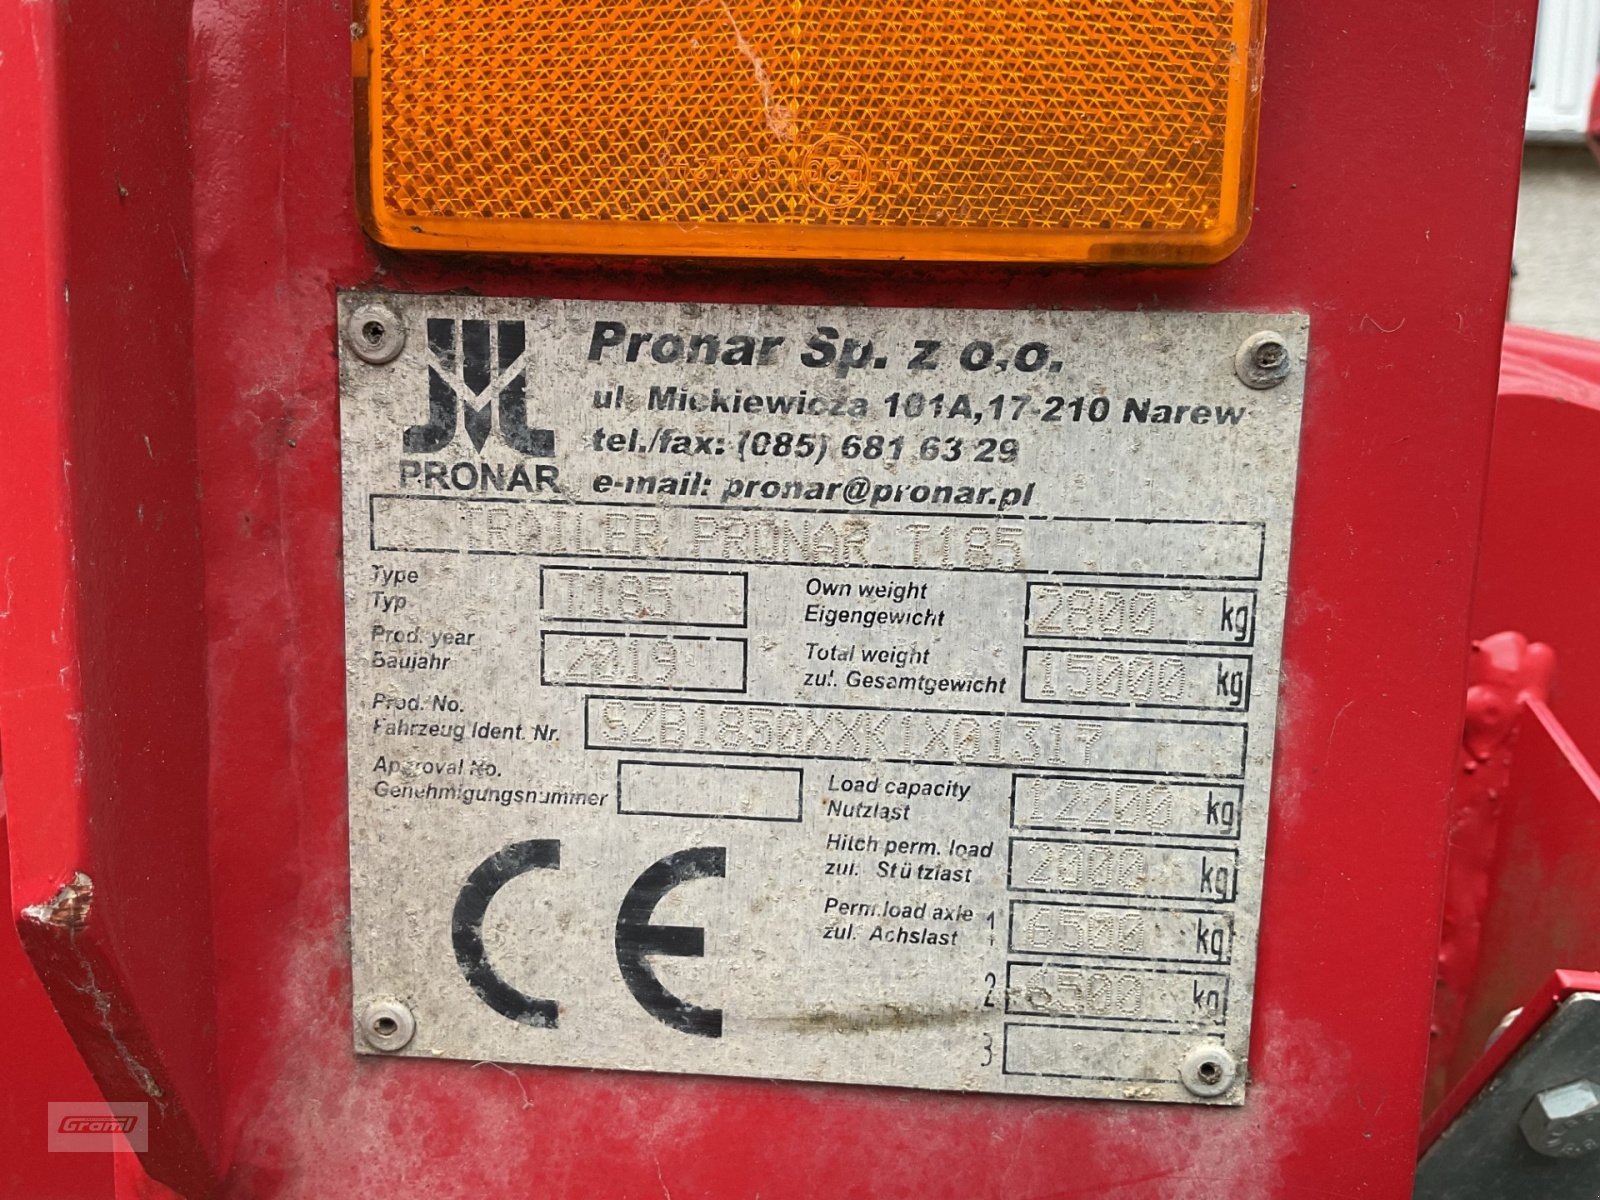 PRONAR
Pronar Sp. z o.o.
ul. Mickiewicza 101A,17-210 Narew
tel./fax: (085) 681 63 29
e-mail: pronar@pronar.pl
TRAILER PRONAR T185
Type
Typ
T185
Own weight
Eigengewicht
2800 kg
Prod. year
Baujahr
2019
Total weight
zul. Gesamtgewicht
15000 kg
Prod. No.
Fahrzeug Ident. Nr.
SZB1850XXK1X01317
Approval No.
Genehmigungsnummer
Load capacity
Nutzlast
12200 kg
Hitch perm. load
zul. Stützlast
2000 kg
Perm.load axle
zul. Achslast
1 6500 kg
2 6500 kg
3
CE
Graml